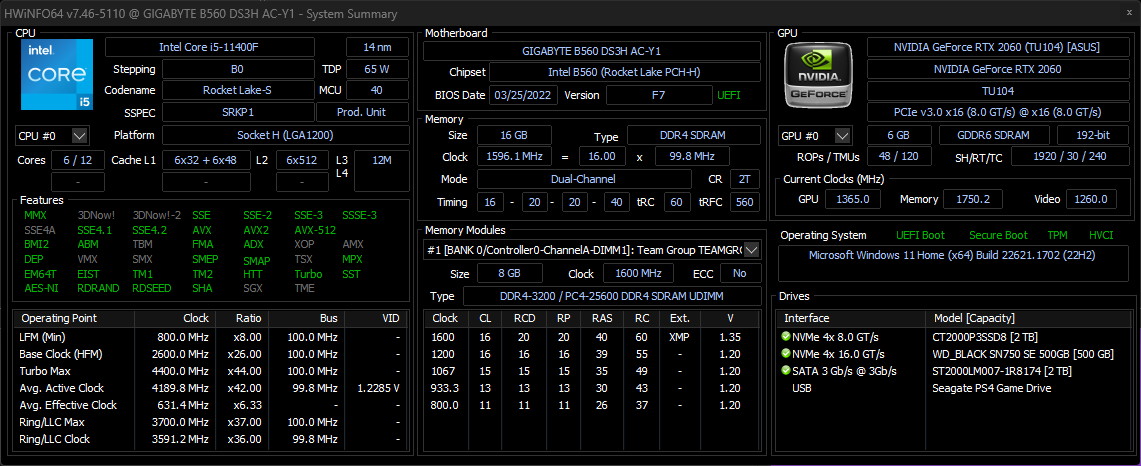 HWiNFO64 v7.46-5110 @ GIGABYTE B560 DS3H AC-Y1 - System Summary
CPU
intel CORE i5
Intel Core i5-11400F 14 nm
Stepping B0 TDP 65 W
Codename Rocket Lake-S MCU 40
SSPEC SRKP1 Prod. Unit
CPU #0 Platform Socket H (LGA1200)
Cores 6 / 12 Cache L1 6x32 + 6x48 L2 6x512 L3 12M
- - - L4
Features
MMX 3DNow! 3DNow!-2 SSE SSE-2 SSE-3 SSSE-3
SSE4A SSE4.1 SSE4.2 AVX AVX2 AVX-512
BMI2 ABM TBM FMA ADX XOP AMX
DEP VMX SMX SMEP SMAP TSX MPX
EM64T EIST TM1 TM2 HTT Turbo SST
AES-NI RDRAND RDSEED SHA SGX TME
Operating Point Clock Ratio Bus VID
LFM (Min) 800.0 MHz x8.00 100.0 MHz -
Base Clock (HFM) 2600.0 MHz x26.00 100.0 MHz -
Turbo Max 4400.0 MHz x44.00 100.0 MHz -
Avg. Active Clock 4189.8 MHz x42.00 99.8 MHz 1.2285 V
Avg. Effective Clock 631.4 MHz x6.33 - -
Ring/LLC Max 3700.0 MHz x37.00 100.0 MHz -
Ring/LLC Clock 3591.2 MHz x36.00 99.8 MHz -
Motherboard
GIGABYTE B560 DS3H AC-Y1
Chipset Intel B560 (Rocket Lake PCH-H)
BIOS Date 03/25/2022 Version F7 UEFI
Memory
Size 16 GB Type DDR4 SDRAM
Clock 1596.1 MHz = 16.00 x 99.8 MHz
Mode Dual-Channel CR 2T
Timing 16 - 20 - 20 - 40 tRC 60 tRFC 560
Memory Modules
#1 [BANK 0/Controller0-ChannelA-DIMM1]: Team Group TEAMGRO
Size 8 GB Clock 1600 MHz ECC No
Type DDR4-3200 / PC4-25600 DDR4 SDRAM UDIMM
Clock CL RCD RP RAS RC Ext. V
1600 16 20 20 40 60 XMP 1.35
1200 16 16 16 39 55 - 1.20
1067 15 15 15 35 49 - 1.20
933.3 13 13 13 30 43 - 1.20
800.0 11 11 11 26 37 - 1.20
GPU
NVIDIA GEFORCE
NVIDIA GeForce RTX 2060 (TU104) [ASUS]
NVIDIA GeForce RTX 2060
TU104
PCIe v3.0 x16 (8.0 GT/s) @ x16 (8.0 GT/s)
GPU #0 6 GB GDDR6 SDRAM 192-bit
ROPs / TMUs 48 / 120 SH/RT/TC 1920 / 30 / 240
Current Clocks (MHz)
GPU 1365.0 Memory 1750.2 Video 1260.0
Operating System UEFI Boot Secure Boot TPM HVCI
Microsoft Windows 11 Home (x64) Build 22621.1702 (22H2)
Drives
Interface Model [Capacity]
NVMe 4x 8.0 GT/s CT2000P3SSD8 [2 TB]
NVMe 4x 16.0 GT/s WD_BLACK SN750 SE 500GB [500 GB]
SATA 3 Gb/s @ 3Gb/s ST2000LM007-1R8174 [2 TB]
USB Seagate PS4 Game Drive